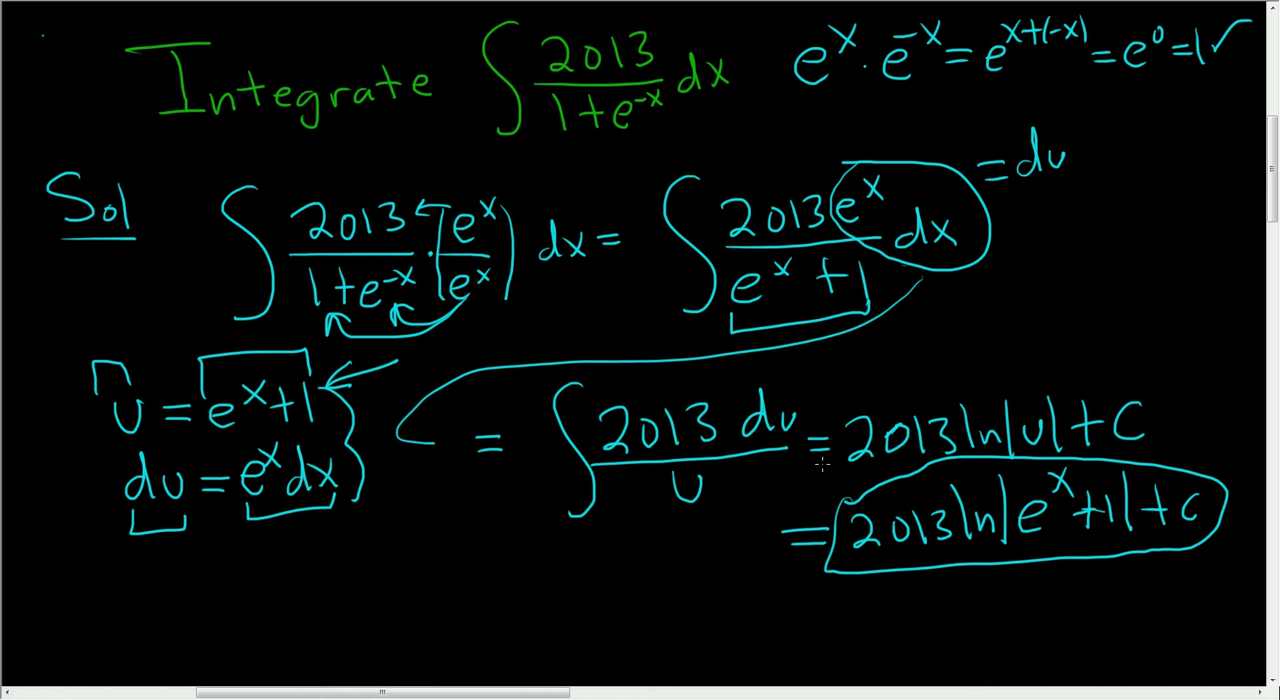 Integrate ∫ 2013/(1+e^-x) dx
e^x · e^-x = e^(x+(-x)) = e^0 = 1 ✓
Sol ∫ 2013/(1+e^-x) · (e^x/e^x) dx = ∫ 2013e^x/(e^x + 1) dx = du
u = e^x+1
du = e^x dx
= ∫ 2013 du/u = 2013 ln|u| + C
= 2013 ln|e^x+1| + C